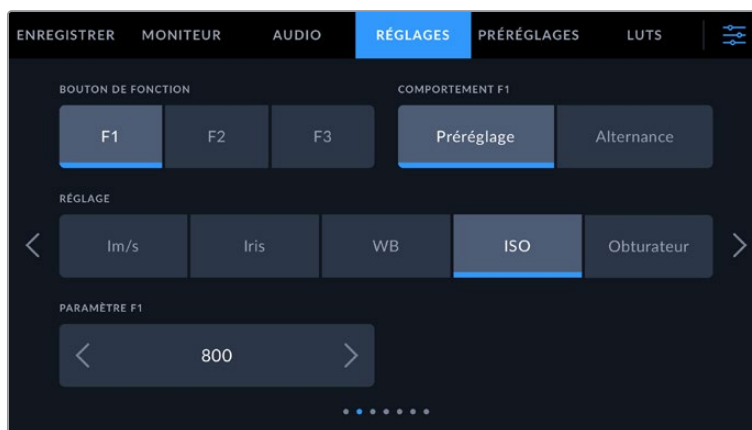 ENREGISTRER MONITEUR AUDIO RÉGLAGES PRÉRÉGLAGES LUTS
BOUTON DE FONCTION COMPORTEMENT F1
F1 F2 F3 Préréglage Alternance
RÉGLAGE
Im/s Iris WB ISO Obturateur
PARAMÈTRE F1
800